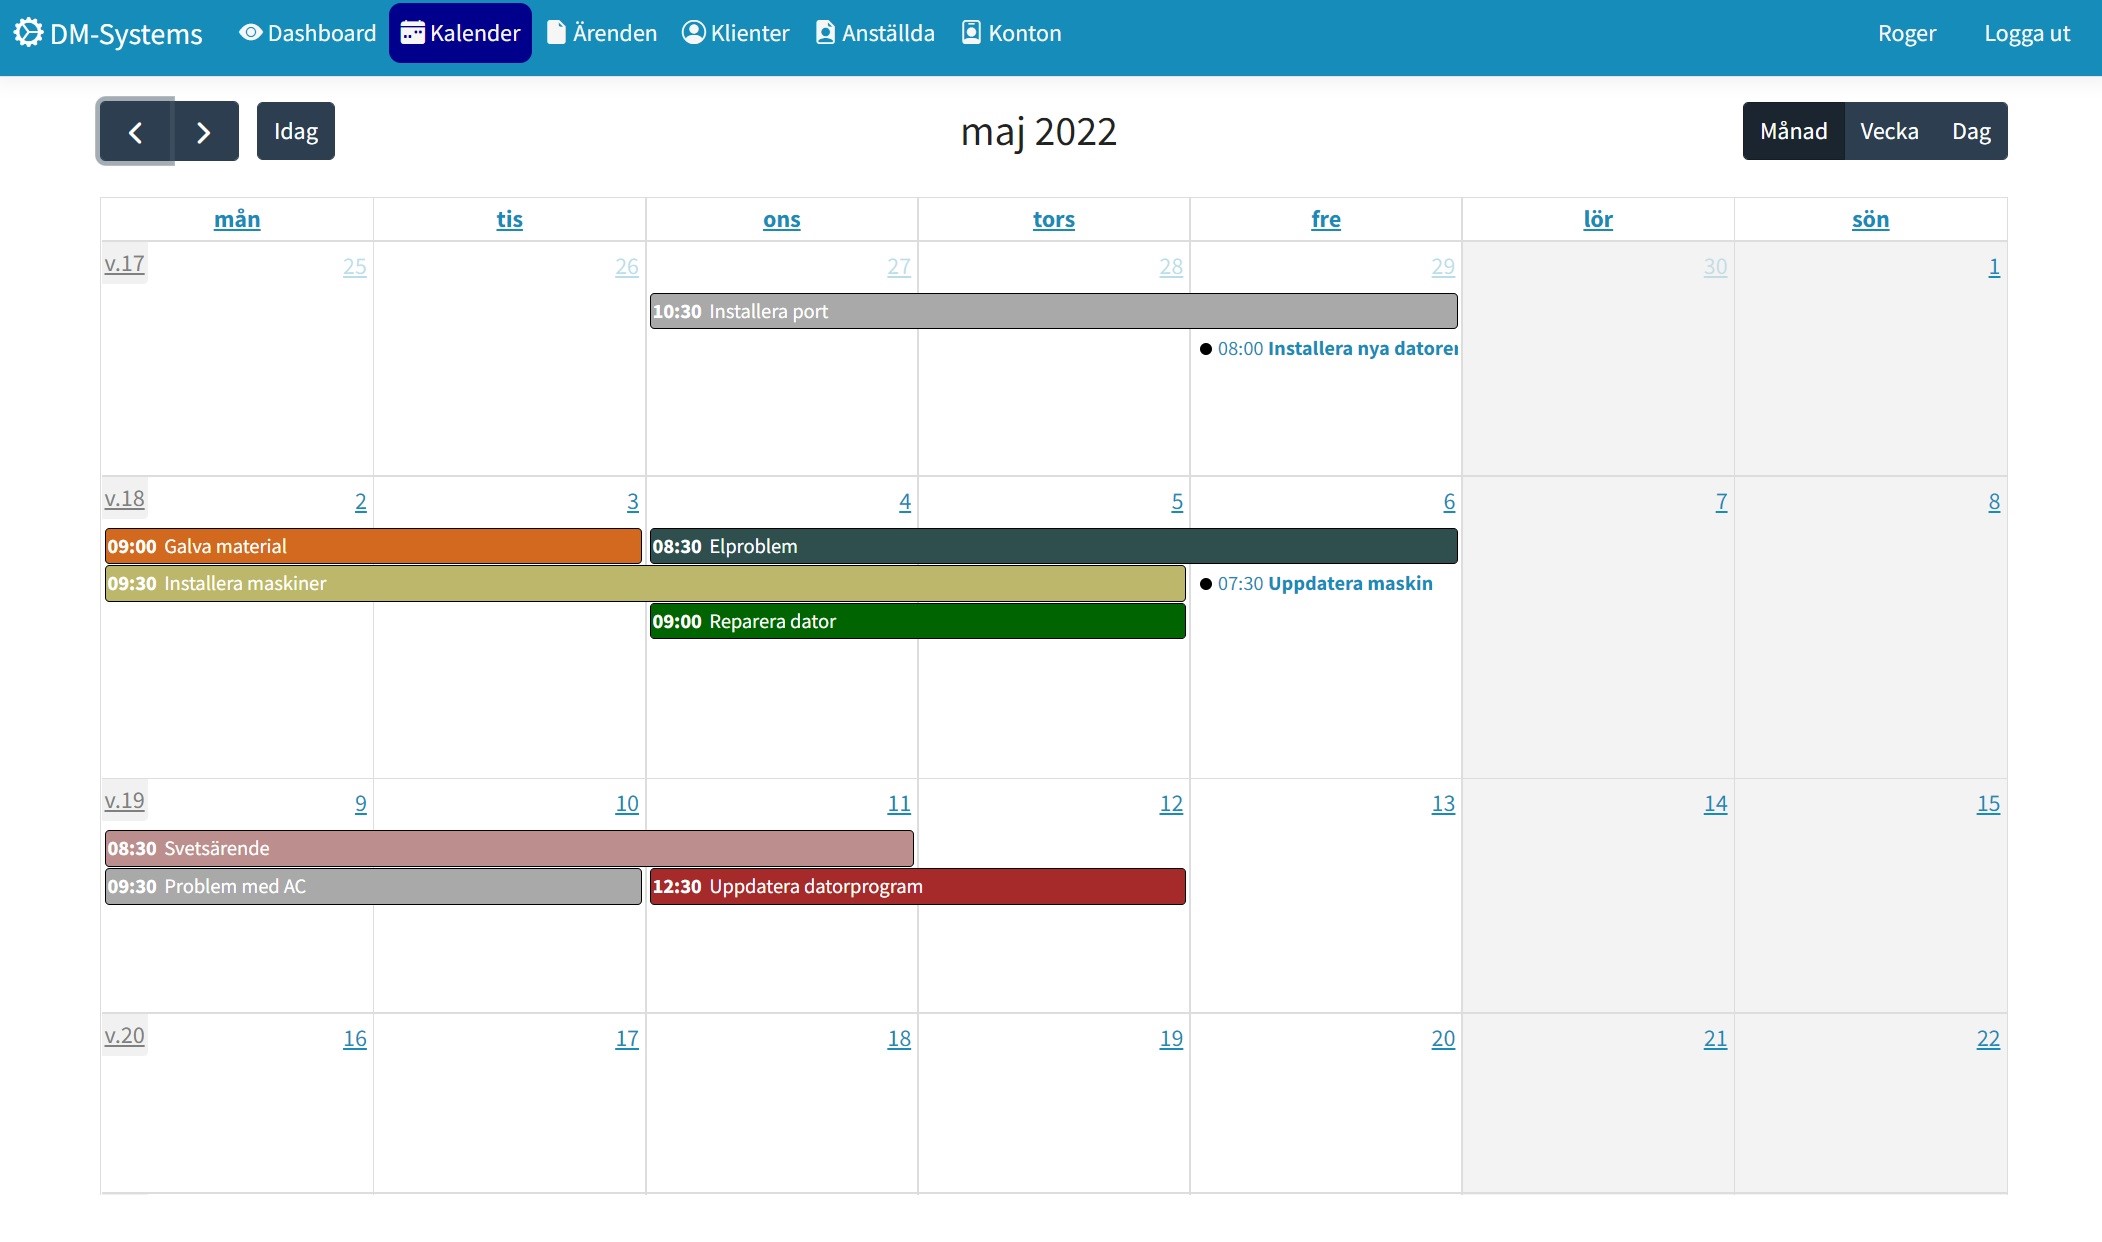 DM-Systems Dashboard Kalender Ärenden Klienter Anställda Konton Roger Logga ut
Idag maj 2022 Månad Vecka Dag
mån tis ons tors fre lör sön
v.17 25 26 27 28 29 30 1
10:30 Installera port
08:00 Installera nya datorer
v.18 2 3 4 5 6 7 8
09:00 Galva material 08:30 Elproblem
09:30 Installera maskiner 07:30 Uppdatera maskin
09:00 Reparera dator
v.19 9 10 11 12 13 14 15
08:30 Svetsärende
09:30 Problem med AC 12:30 Uppdatera datorprogram
v.20 16 17 18 19 20 21 22